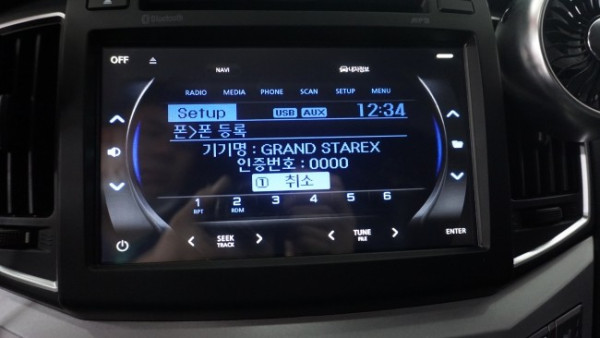 Bluetooth
OFF
NAVI
내차정보
RADIO MEDIA PHONE SCAN SETUP MENU
Setup USB AUX 12:34
폰>폰 등록
기기명 : GRAND STAREX
인증번호 : 0000
① 취소
1 2 3 4 5 6
RPT RDM
SEEK TRACK
TUNE FILE
ENTER